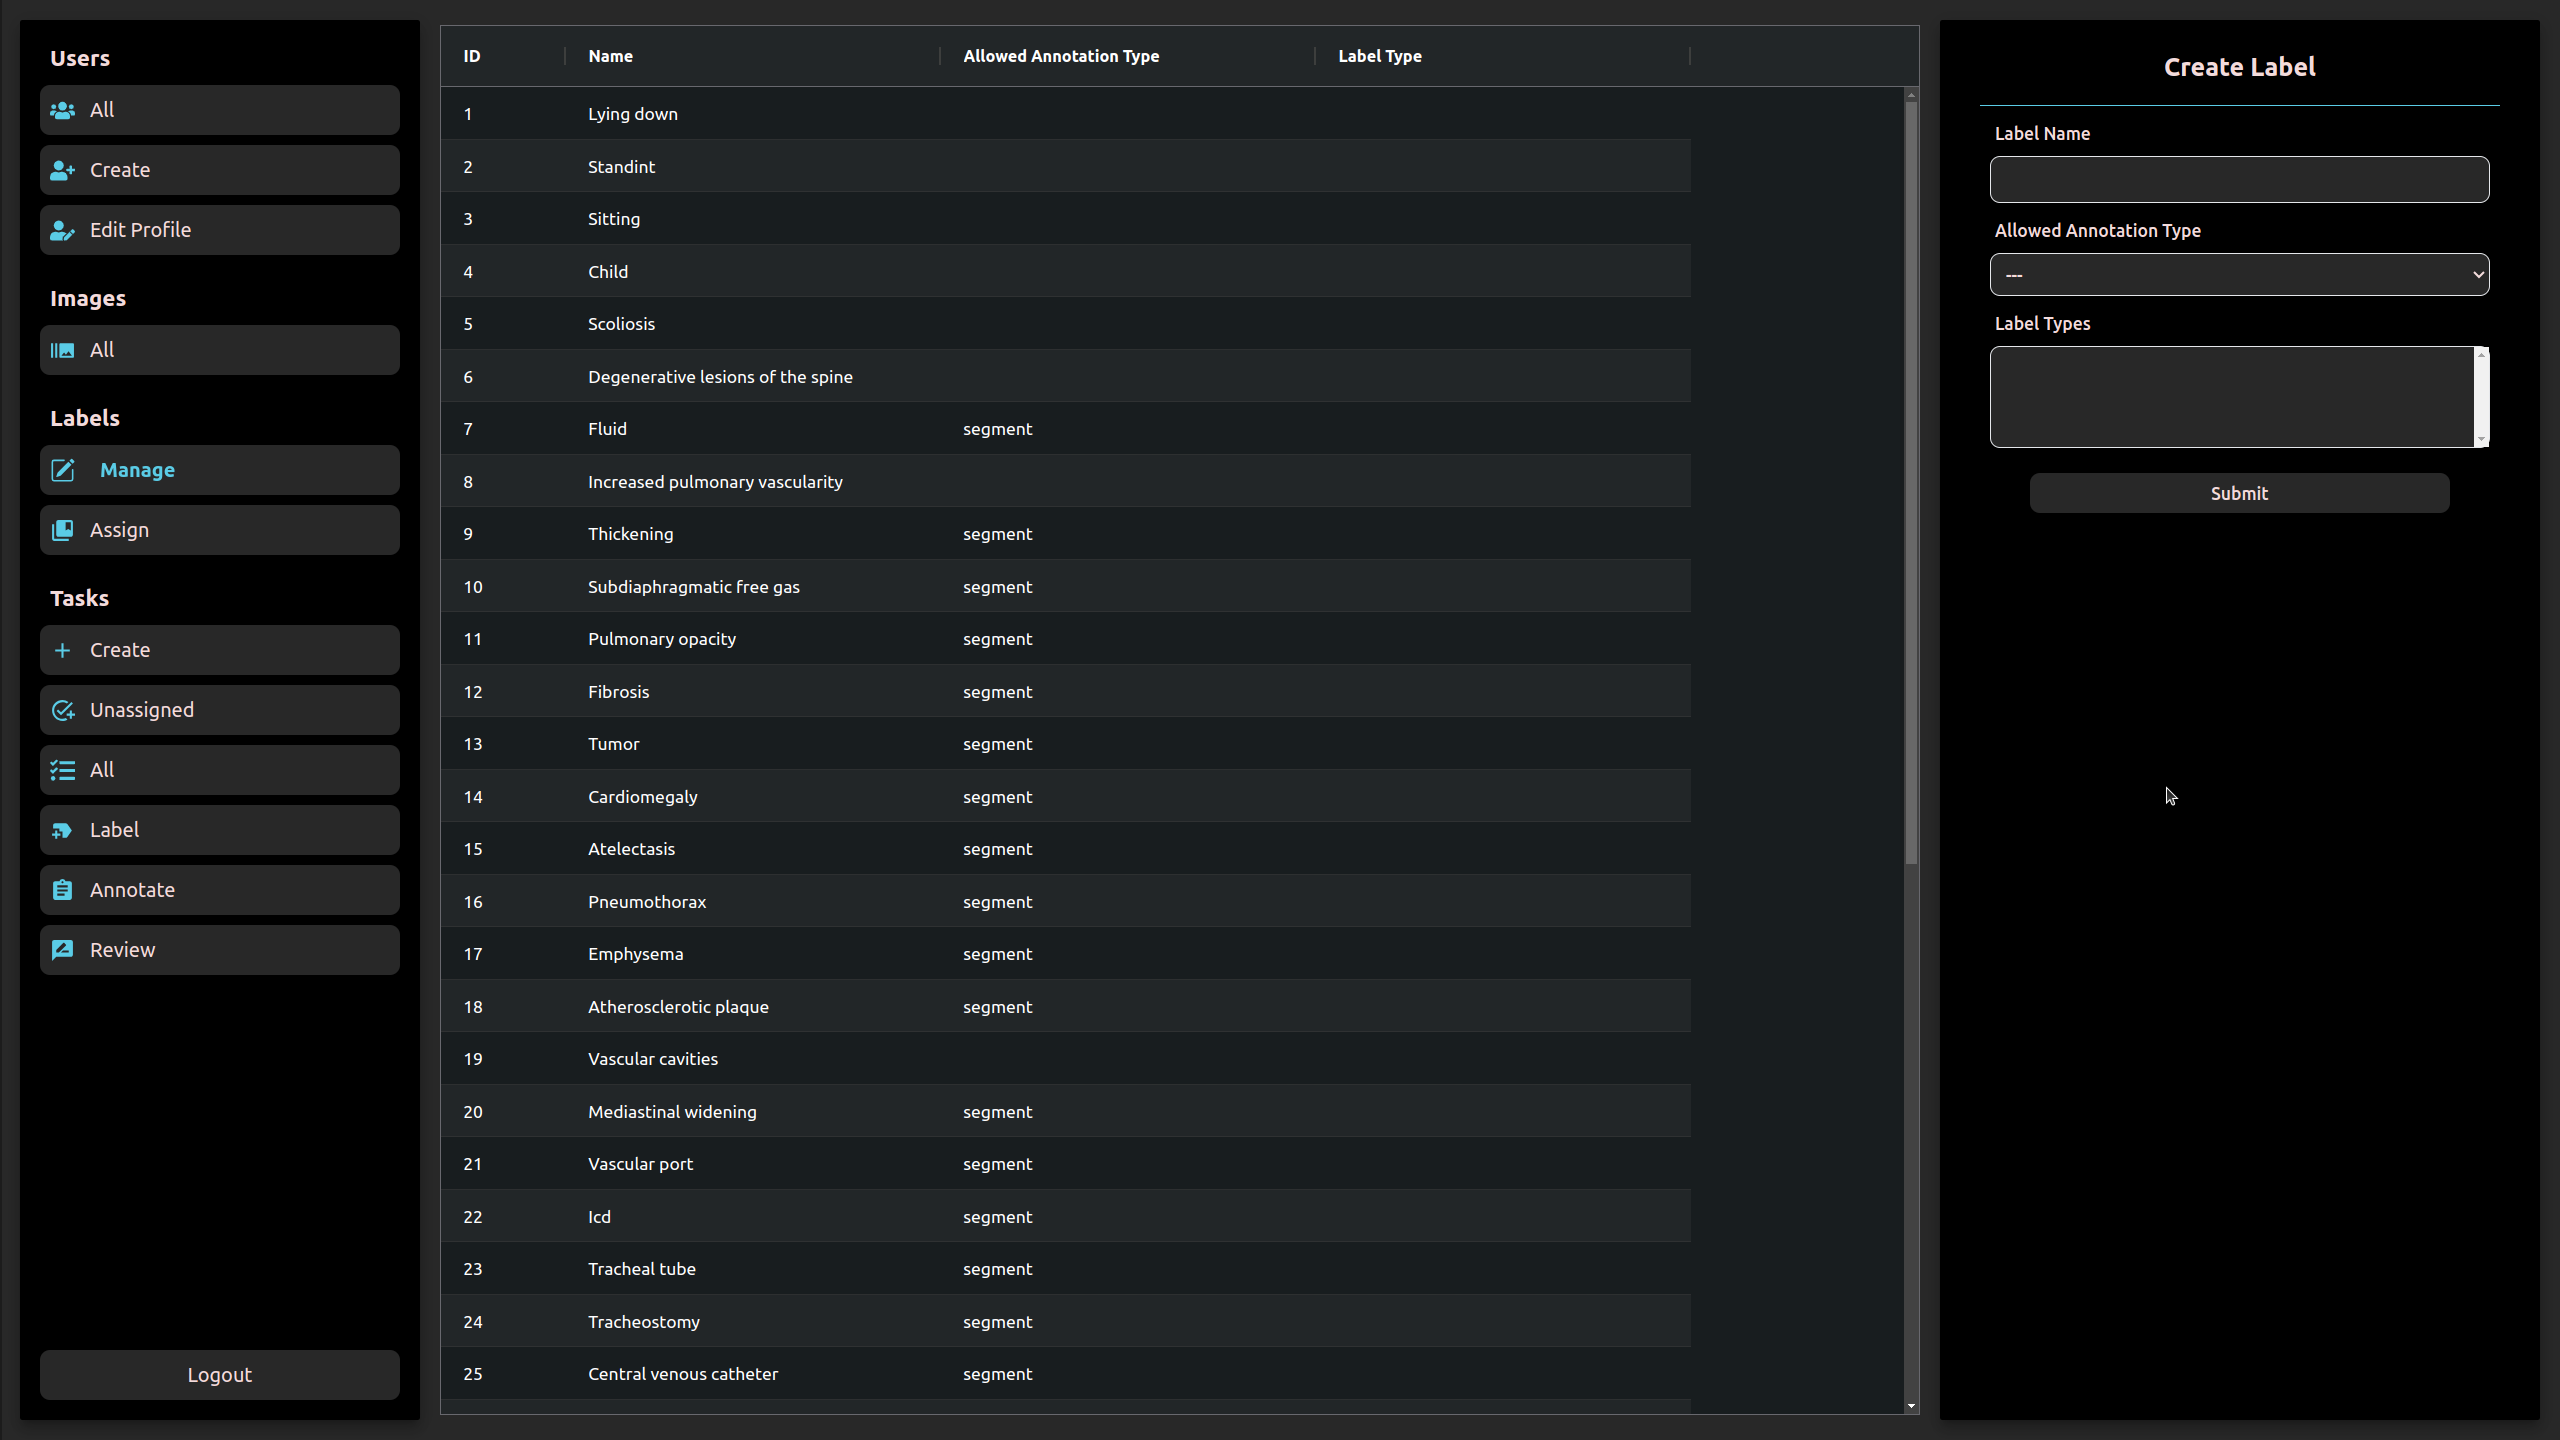 Users
All
Create
Edit Profile
Images
All
Labels
Manage
Assign
Tasks
Create
Unassigned
All
Label
Annotate
Review
Logout
ID Name Allowed Annotation Type Label Type
1 Lying down
2 Standint
3 Sitting
4 Child
5 Scoliosis
6 Degenerative lesions of the spine
7 Fluid segment
8 Increased pulmonary vascularity
9 Thickening segment
10 Subdiaphragmatic free gas segment
11 Pulmonary opacity segment
12 Fibrosis segment
13 Tumor segment
14 Cardiomegaly segment
15 Atelectasis segment
16 Pneumothorax segment
17 Emphysema segment
18 Atherosclerotic plaque segment
19 Vascular cavities
20 Mediastinal widening segment
21 Vascular port segment
22 Icd segment
23 Tracheal tube segment
24 Tracheostomy segment
25 Central venous catheter segment
Create Label
Label Name
Allowed Annotation Type
---
Label Types
Submit